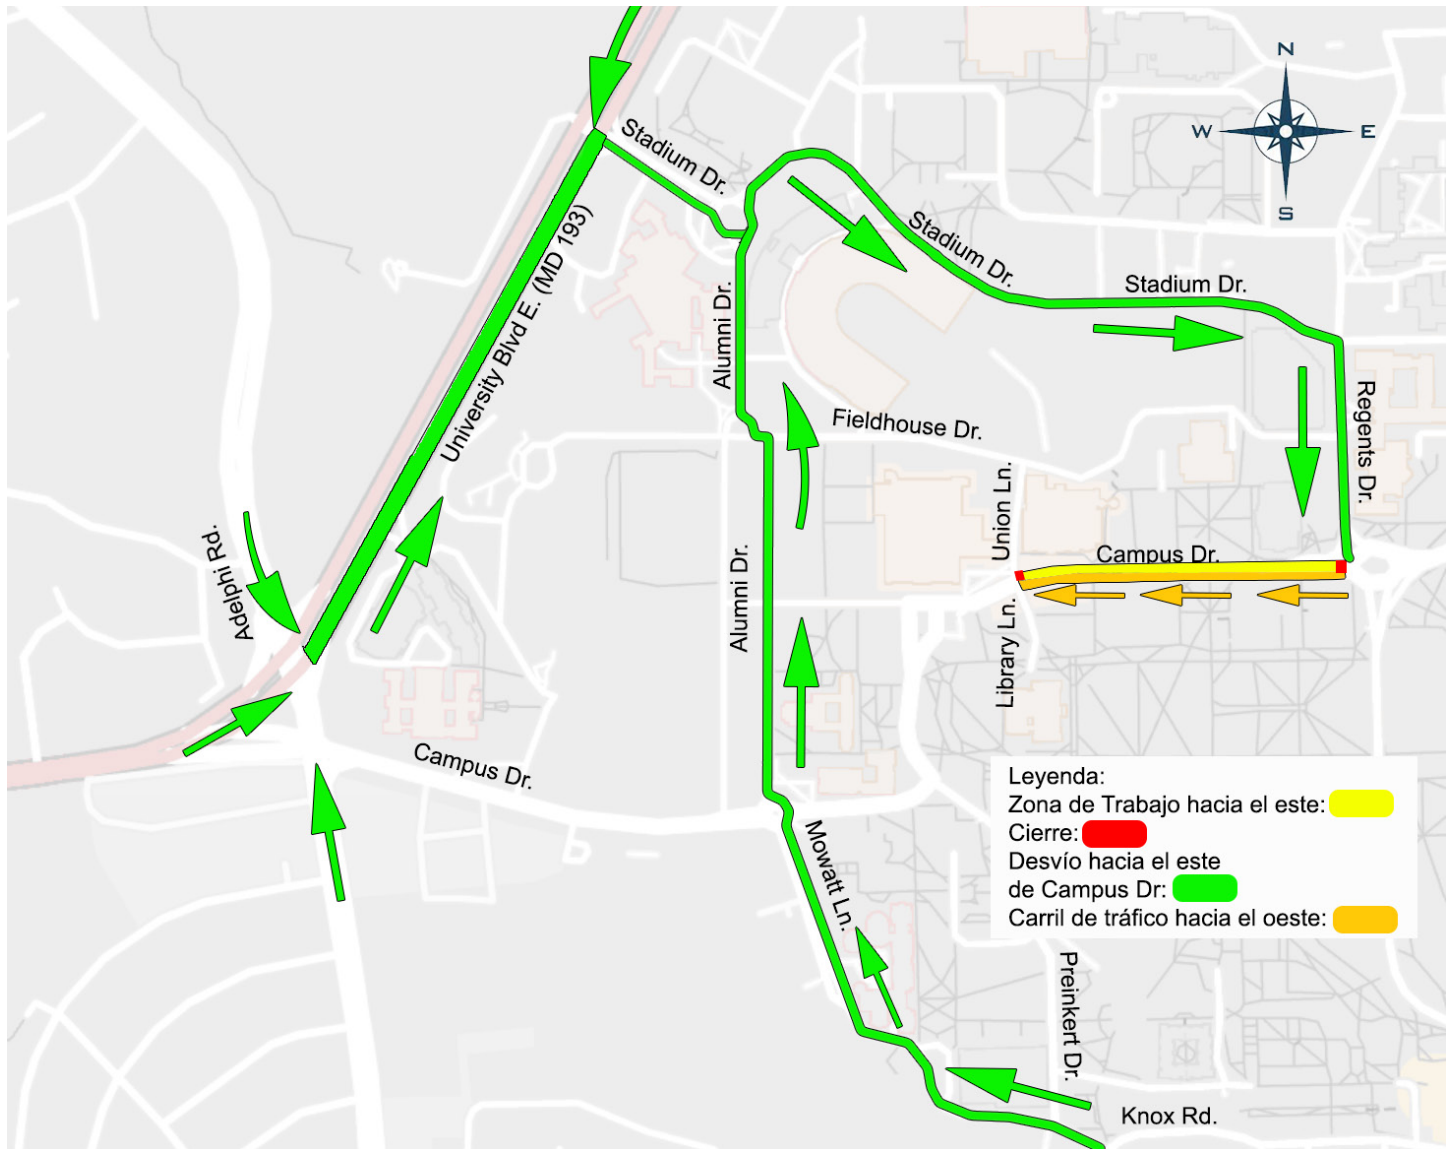 N
W
E
S
Stadium Dr.
University Blvd E. (MD 193)
Stadium Dr.
Stadium Dr.
Alumni Dr.
Fieldhouse Dr.
Regents Dr.
Union Ln.
Campus Dr.
Adelphi Rd.
Alumni Dr.
Library Ln.
Campus Dr.
Mowatt Ln.
Leyenda:
Zona de Trabajo hacia el este:
Cierre:
Desvío hacia el este
de Campus Dr:
Carril de tráfico hacia el oeste:
Preinkert Dr.
Knox Rd.